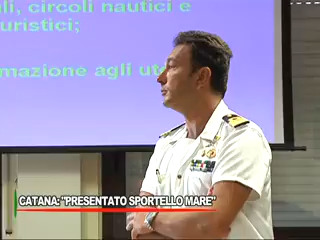 li, circoli nautici e
uristici;
mazione agli ut
CATANA: "PRESENTATO SPORTELLO MARE"